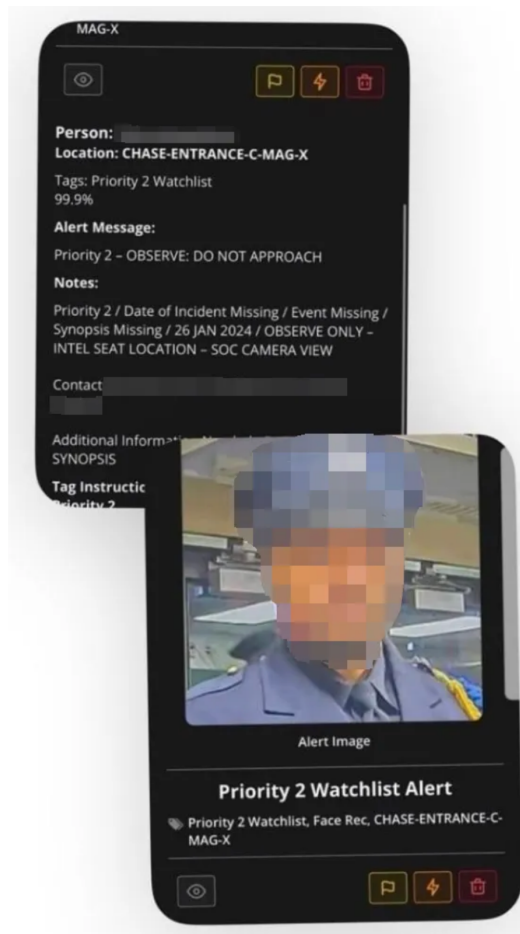 MAG-X
Person:
Location: CHASE-ENTRANCE-C-MAG-X
Tags: Priority 2 Watchlist
99.9%
Alert Message:
Priority 2 – OBSERVE: DO NOT APPROACH
Notes:
Priority 2 / Date of Incident Missing / Event Missing /
Synopsis Missing / 26 JAN 2024 / OBSERVE ONLY –
INTEL SEAT LOCATION – SOC CAMERA VIEW
Contact
Additional
SYNOPSIS
Tag
Priority 2
Alert Image
Priority 2 Watchlist Alert
Priority 2 Watchlist, Face Rec, CHASE-ENTRANCE-C-
MAG-X